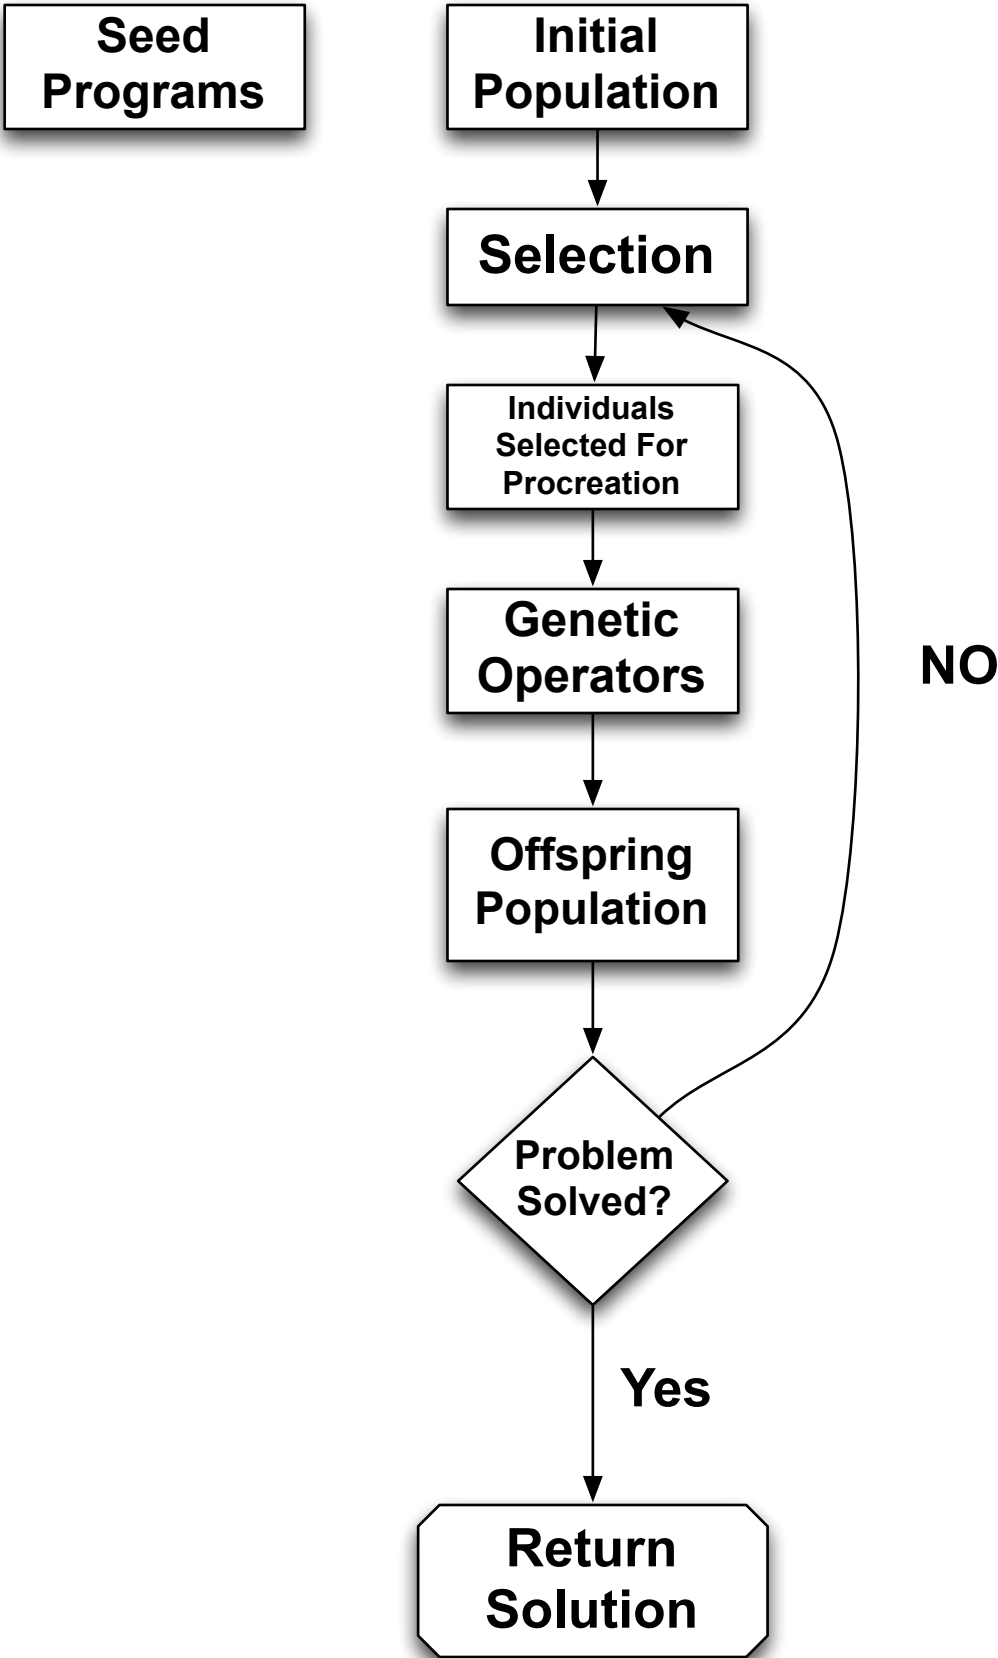 Seed
Programs
Initial
Population
Selection
Individuals
Selected For
Procreation
Genetic
Operators
NO
Offspring
Population
Problem
Solved?
Yes
Return
Solution